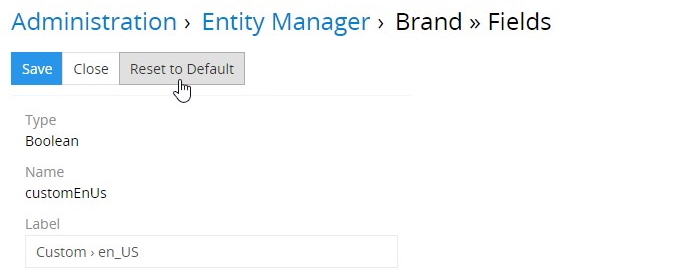 Administration › Entity Manager › Brand » Fields
Save Close Reset to Default
Type
Boolean
Name
customEnUs
Label
Custom › en_US